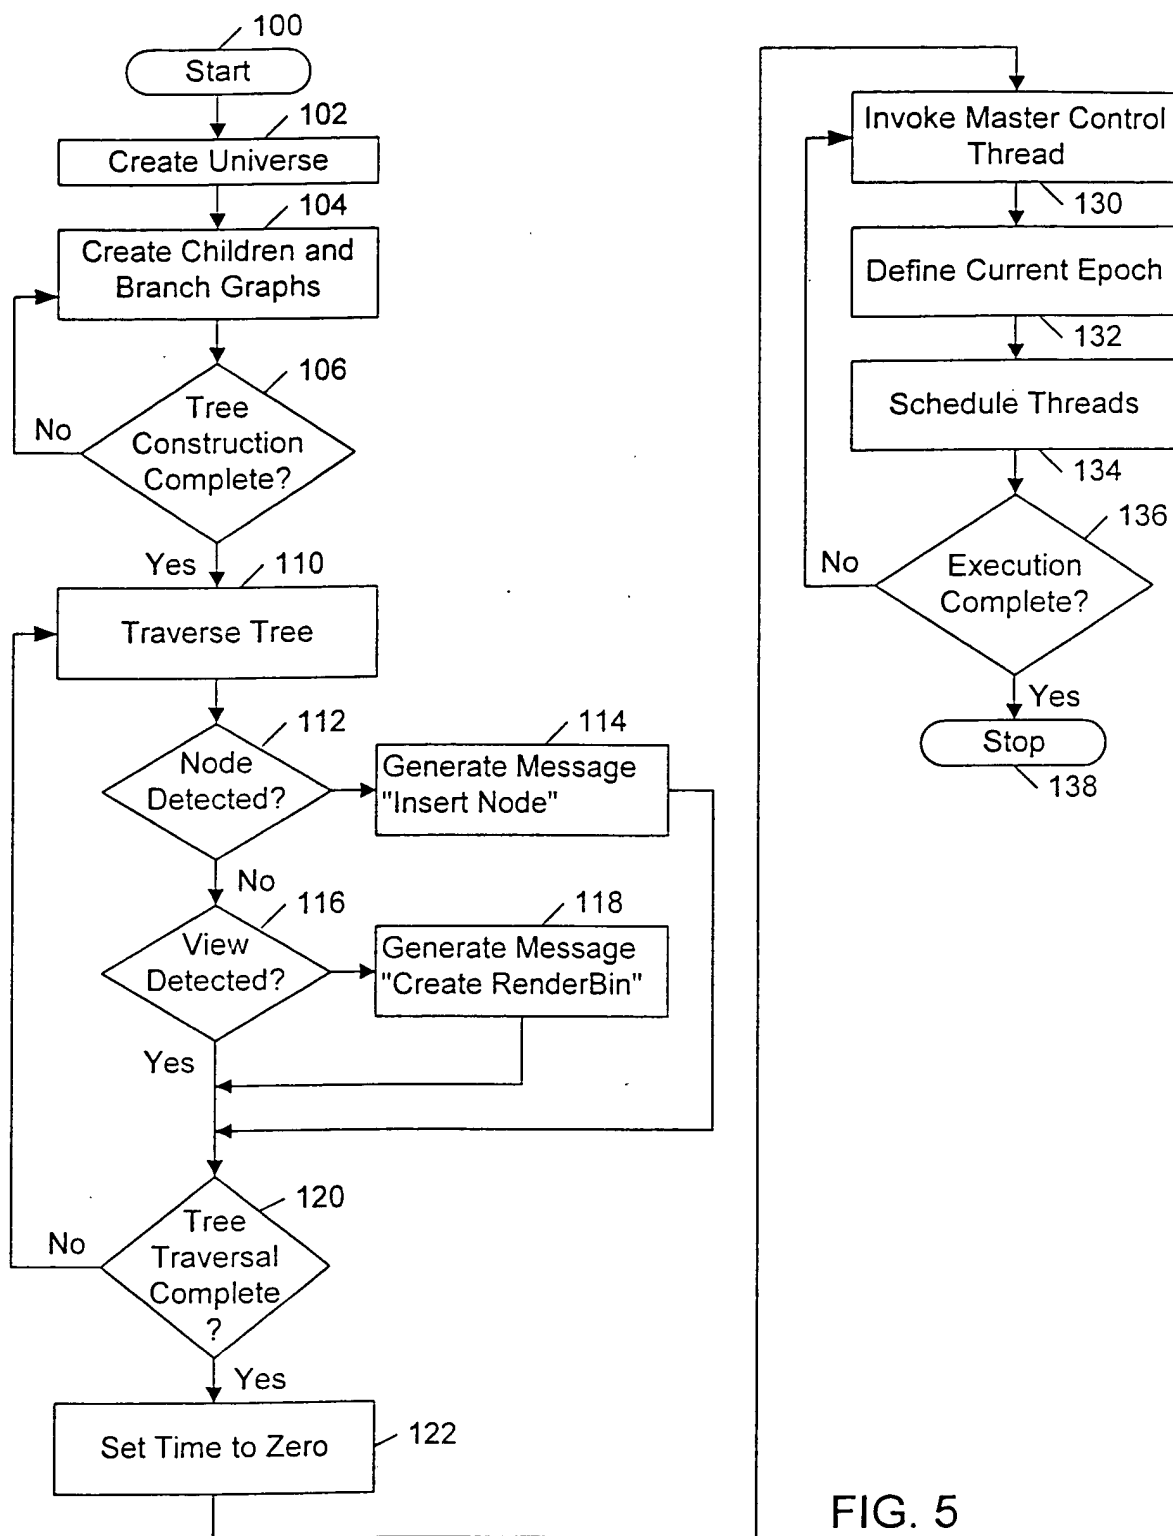 100
Start
102
Create Universe
104
Create Children and
Branch Graphs
106
Tree
Construction
Complete?
No
Yes
110
Traverse Tree
112
Node
Detected?
114
Generate Message
"Insert Node"
No
116
View
Detected?
118
Generate Message
"Create RenderBin"
Yes
120
Tree
Traversal
Complete
?
No
Yes
Set Time to Zero
122
Invoke Master Control
Thread
130
Define Current Epoch
132
Schedule Threads
134
136
Execution
Complete?
No
Yes
Stop
138
FIG. 5